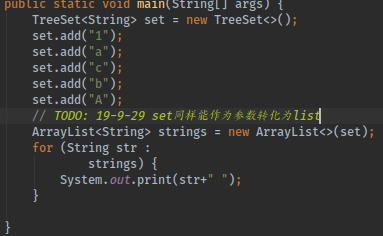 public static void main(String[] args) {
TreeSet<String> set = new TreeSet<>();
set.add("1");
set.add("a");
set.add("c");
set.add("b");
set.add("A");
// TODO: 19-9-29 set同样能作为参数转化为list
ArrayList<String> strings = new ArrayList<>(set);
for (String str :
strings) {
System.out.print(str+" ");
}
}